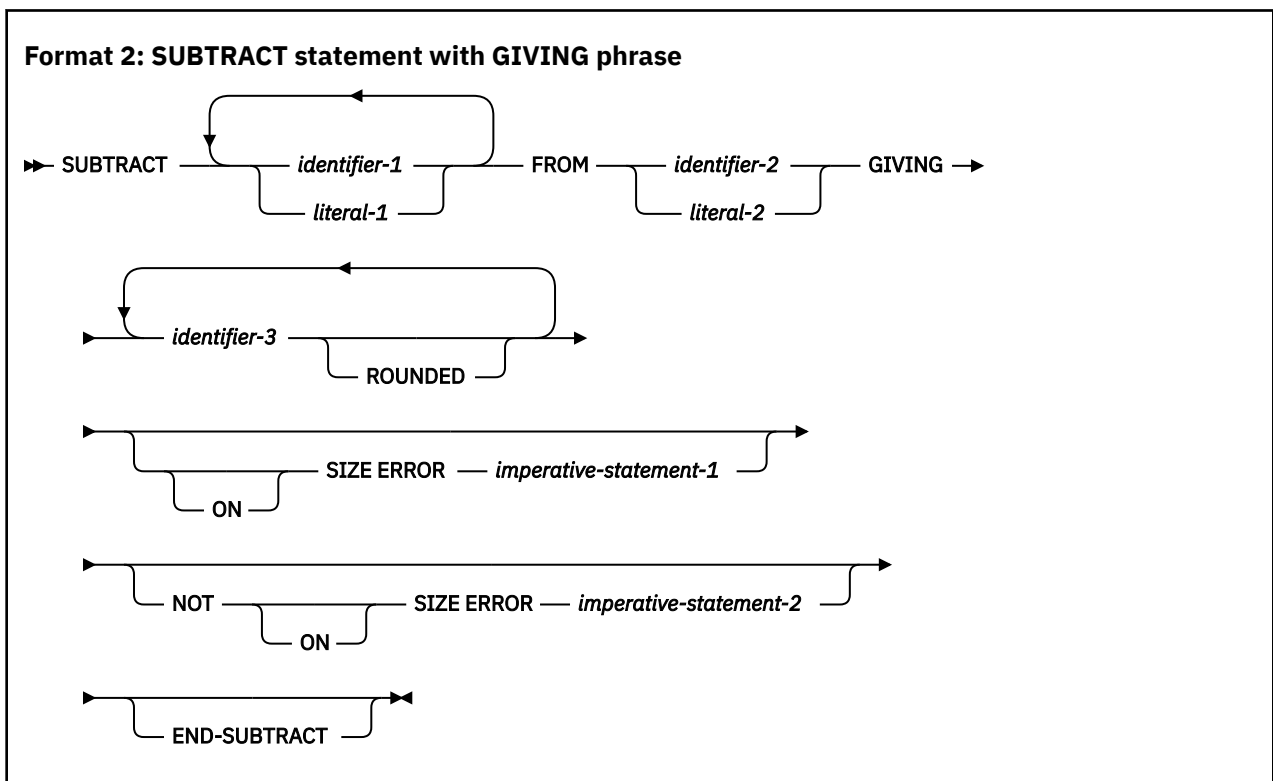 Format 2: SUBTRACT statement with GIVING phrase
SUBTRACT identifier-1 FROM identifier-2 GIVING
literal-1 literal-2
identifier-3
ROUNDED
SIZE ERROR imperative-statement-1
ON
NOT SIZE ERROR imperative-statement-2
ON
END-SUBTRACT